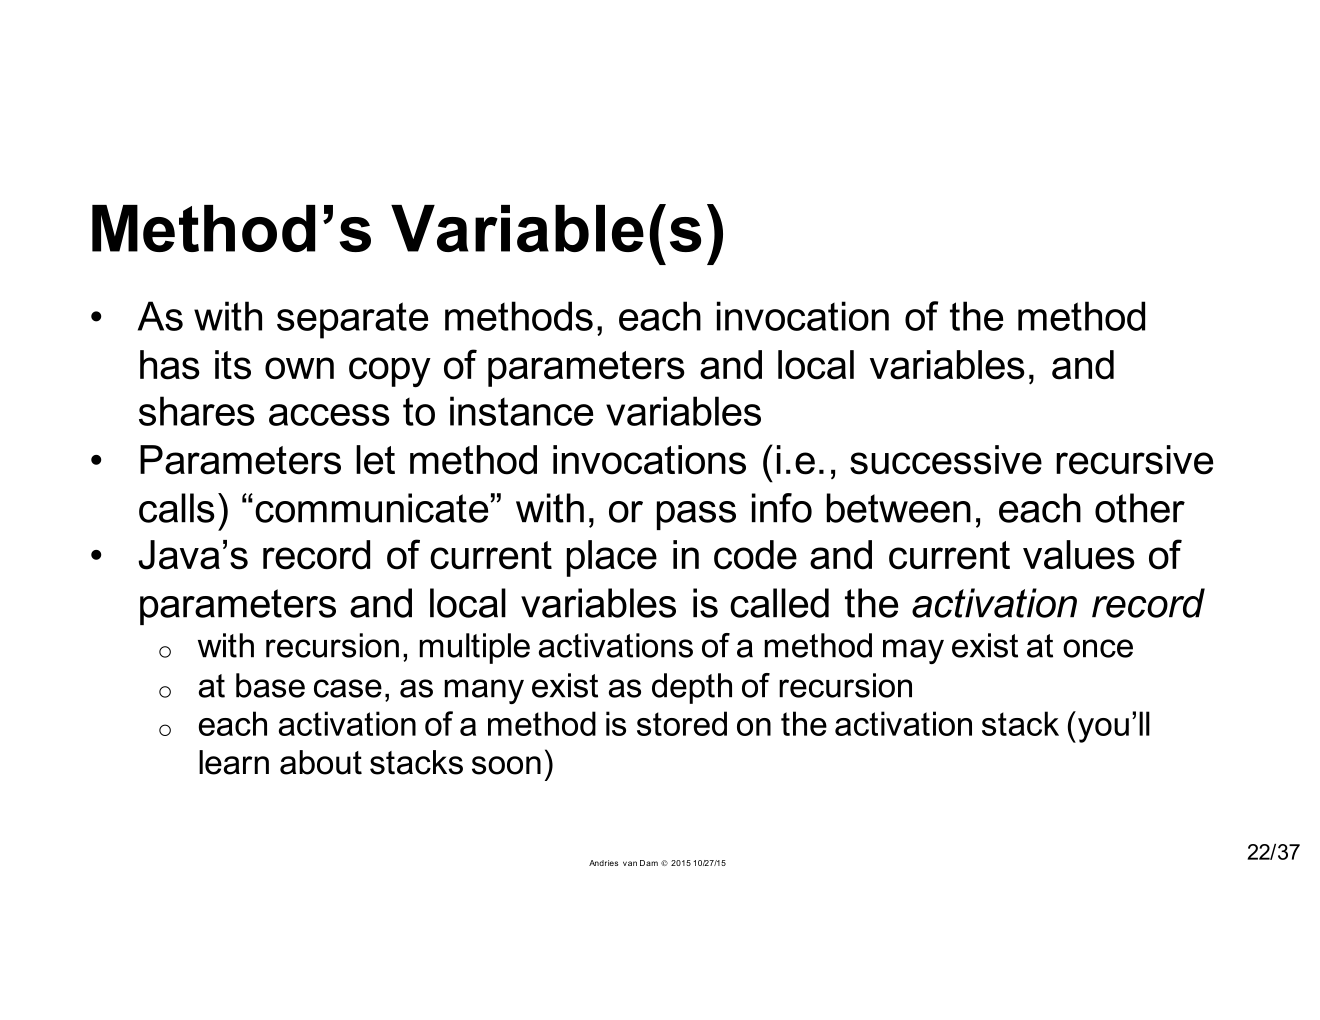 Method’s Variable(s)
• As with separate methods, each invocation of the method
has its own copy of parameters and local variables, and
shares access to instance variables
• Parameters let method invocations (i.e., successive recursive
calls) “communicate” with, or pass info between, each other
• Java’s record of current place in code and current values of
parameters and local variables is called the activation record
o with recursion, multiple activations of a method may exist at once
o at base case, as many exist as depth of recursion
o each activation of a method is stored on the activation stack (you’ll
learn about stacks soon)
Andries van Dam © 2015 10/27/15
22/37